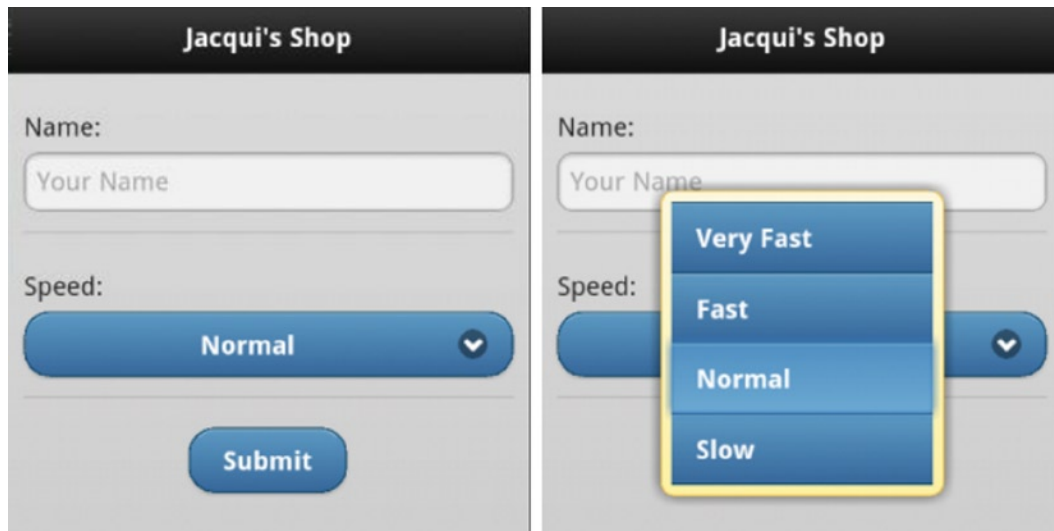 Jacqui's Shop
Name:
Your Name
Speed:
Normal
Submit
Jacqui's Shop
Name:
Your Name
Very Fast
Speed:
Fast
Normal
Slow